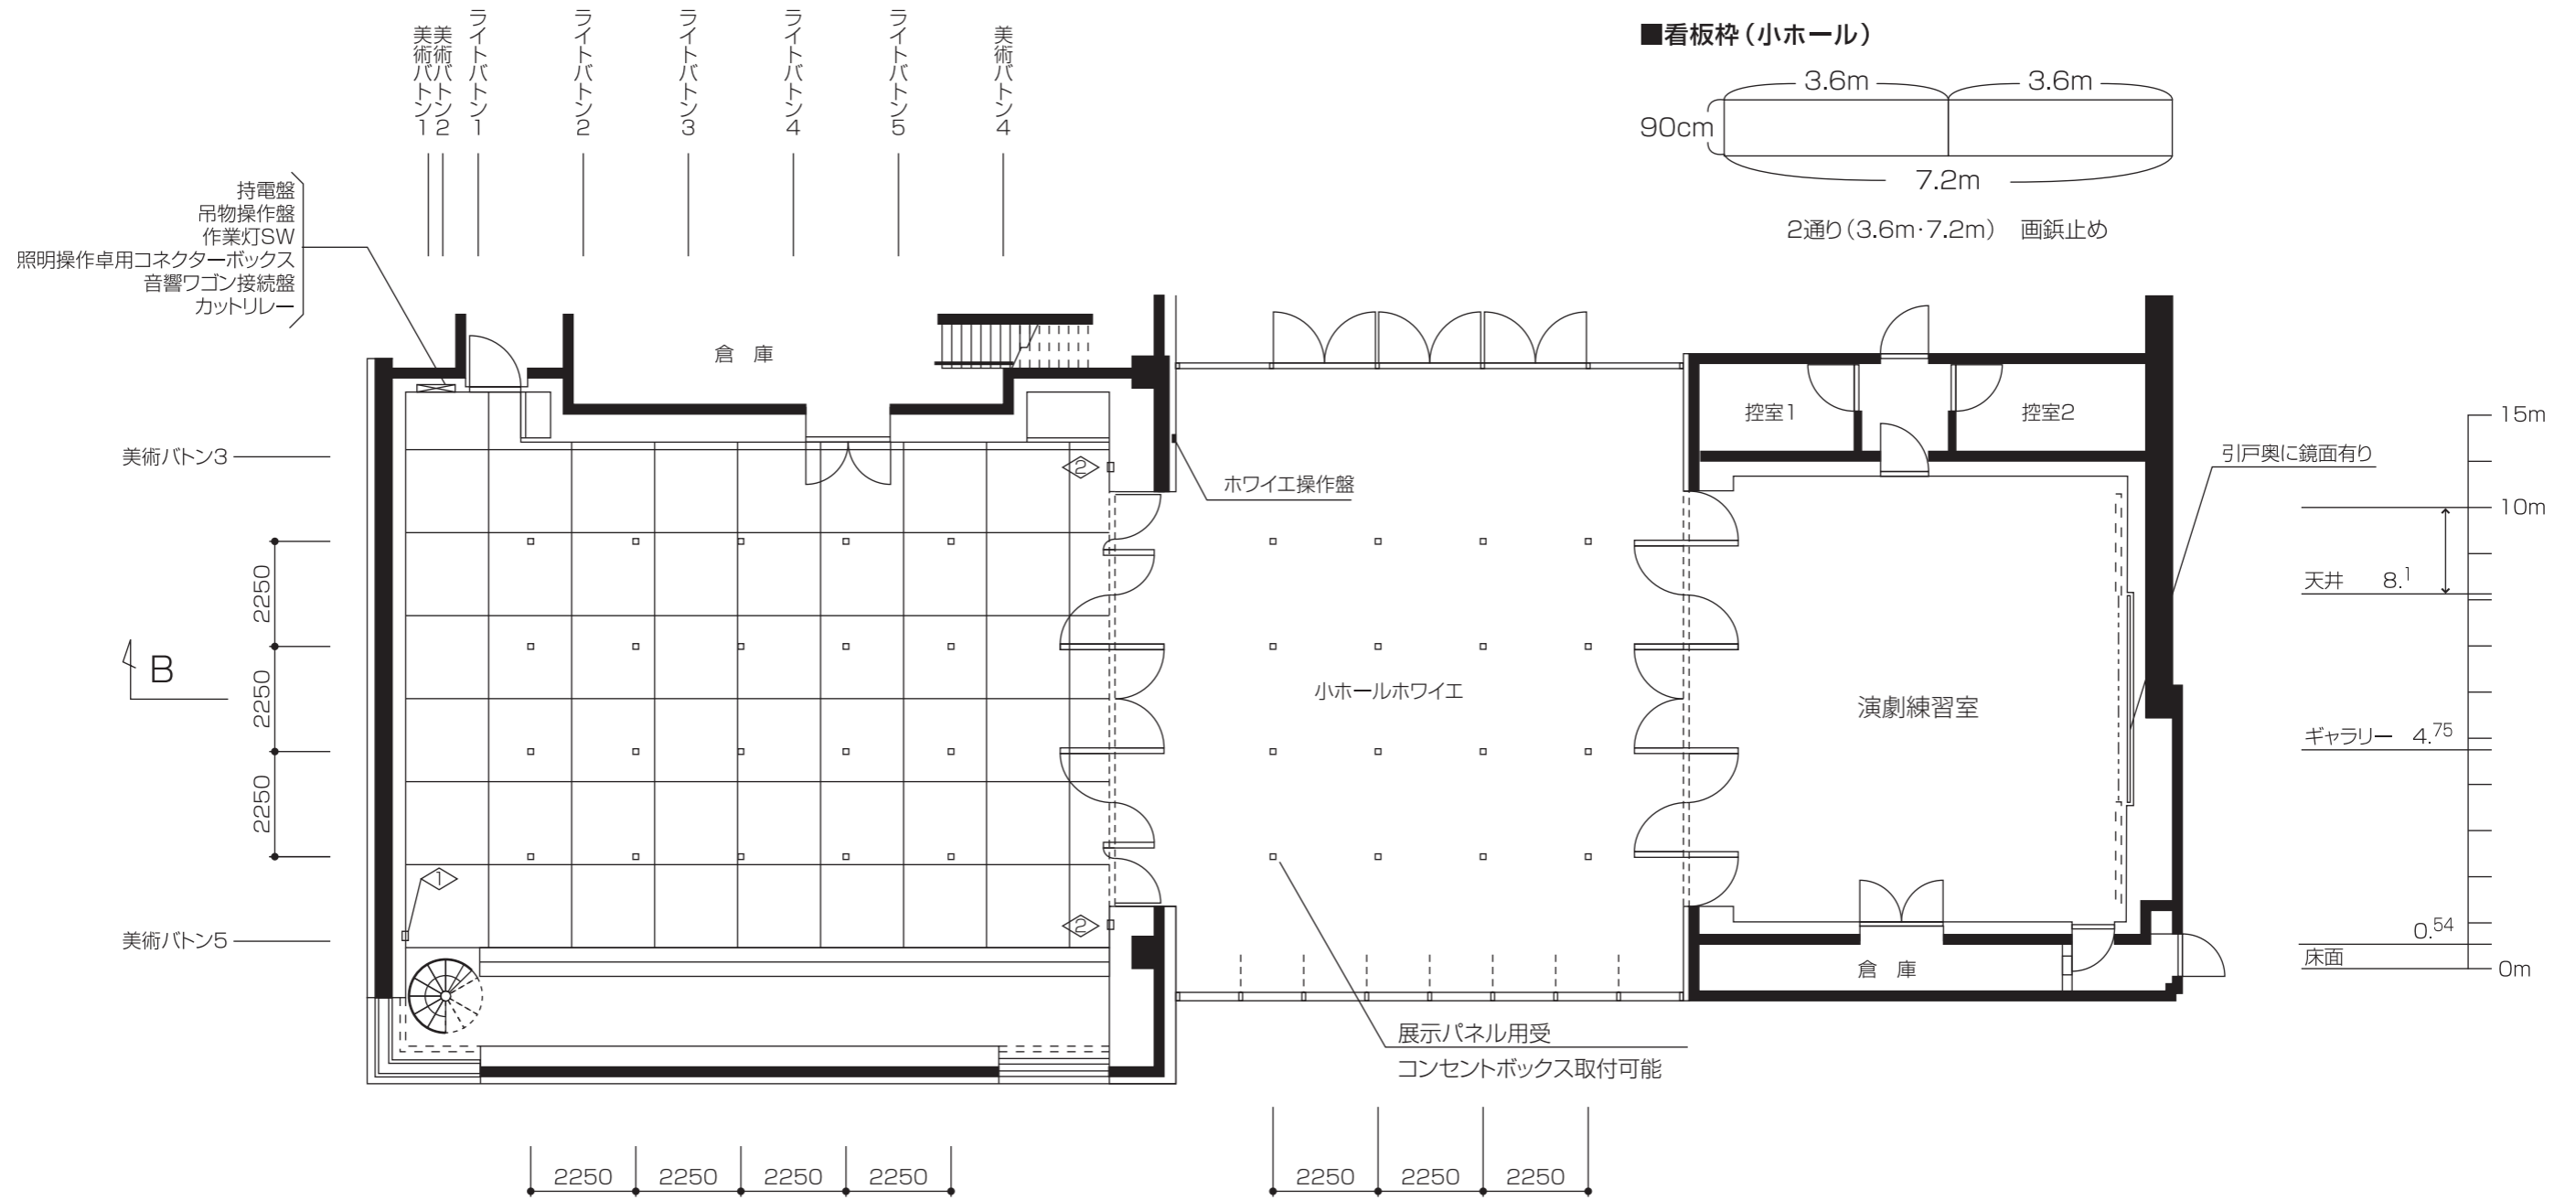 美術バトン1
美術バトン2
ライトバトン1
ライトバトン2
ライトバトン3
ライトバトン4
ライトバトン5
美術バトン4
■看板枠（小ホール）
3.6m
3.6m
90cm
7.2m
2通り（3.6m・7.2m） 画鋲止め
持電盤
吊物操作盤
作業灯SW
照明操作卓用コネクターボックス
音響ワゴン接続盤
カットリレー
倉 庫
控室1
控室2
15m
引戸奥に鏡面有り
美術バトン3
2
ホワイエ操作盤
10m
天井 8.1
2250
2250
2250
B
小ホールホワイエ
演劇練習室
ギャラリー 4.75
1
2
美術バトン5
0.54
床面
0m
倉 庫
展示パネル用受
コンセントボックス取付可能
2250
2250
2250
2250
2250
2250
2250